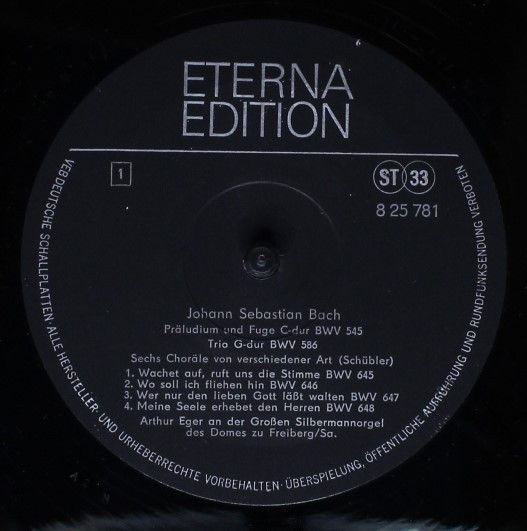 6
ETERNA
EDITION
1
ST 33
8 25 781
Johann Sebastian Bach
Präludium und Fuge C-dur BWV 545
Trio G-dur BWV 586
Sechs Choräle von verschiedener Art (Schübler)
1. Wachet auf, ruft uns die Stimme BWV 645
2. Wo soll ich fliehen hin BWV 646
3. Wer nur den lieben Gott läßt walten BWV 647
4. Meine Seele erhebet den Herren BWV 648
Arthur Eger an der Großen Silbermannorgel
des Domes zu Freiberg/Sa.
VEB DEUTSCHE SCHALLPLATTEN · ALLE HERSTELLER- UND URHEBERRECHTE VORBEHALTEN · ÜBERSPIELUNG, ÖFFENTLICHE AUFFÜHRUNG UND RUNDFUNKSENDUNG VERBOTEN